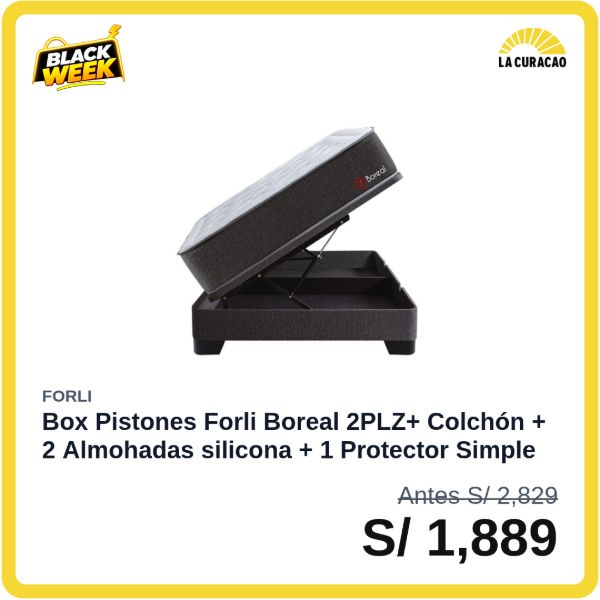 BLACK
WEEK
LA CURACAO
Boreal
FORLI
Box Pistones Forli Boreal 2PLZ+ Colchón +
2 Almohadas silicona + 1 Protector Simple
Antes S/ 2,829
S/ 1,889